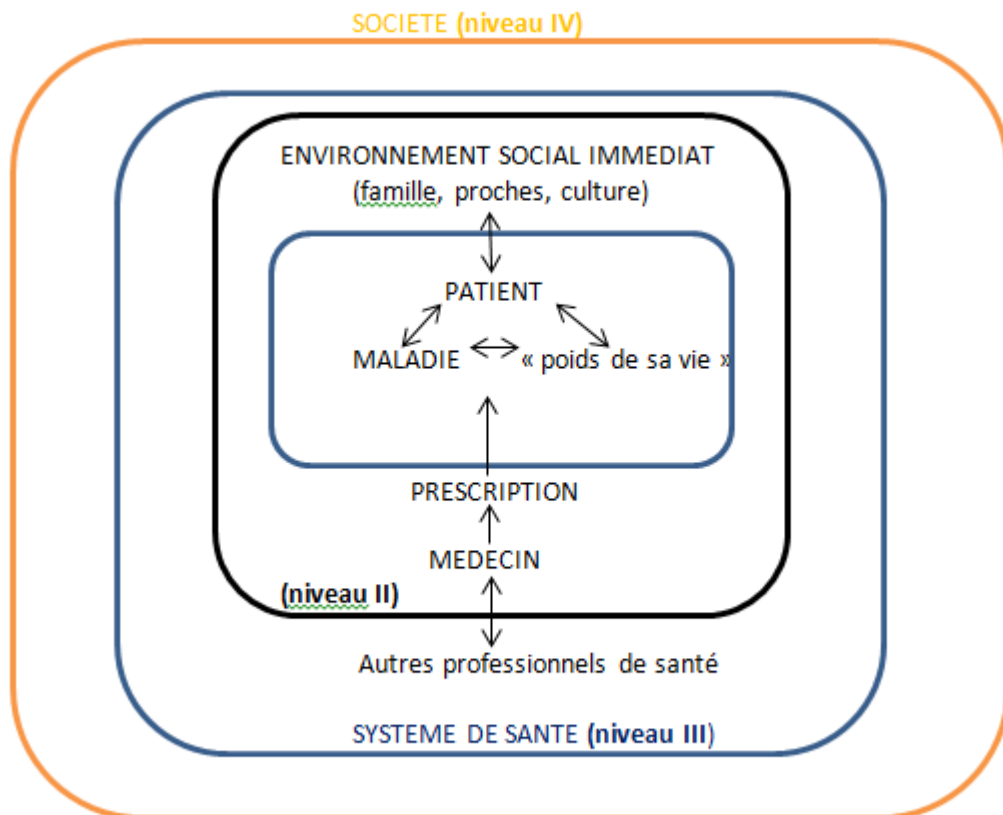 SOCIETE (niveau IV)
ENVIRONNEMENT SOCIAL IMMEDIAT
(famille, proches, culture)
PATIENT
MALADIE « poids de sa vie »
PRESCRIPTION
MEDECIN
(niveau II)
Autres professionnels de santé
SYSTEME DE SANTE (niveau III)